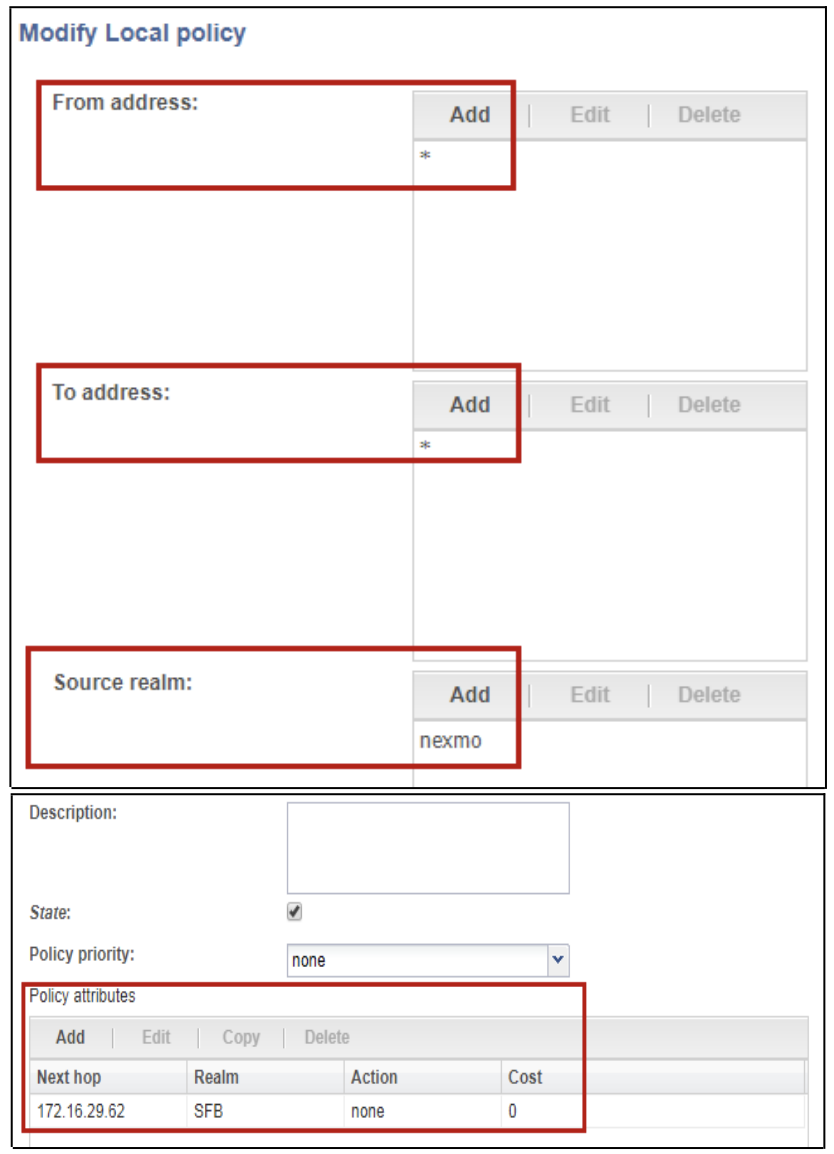 Modify Local policy
From address:
Add | Edit | Delete
*
To address:
Add | Edit | Delete
*
Source realm:
Add | Edit | Delete
nexmo
Description:
State:
Policy priority:
none
Policy attributes
Add | Edit | Copy | Delete
Next hop Realm Action Cost
172.16.29.62 SFB none 0